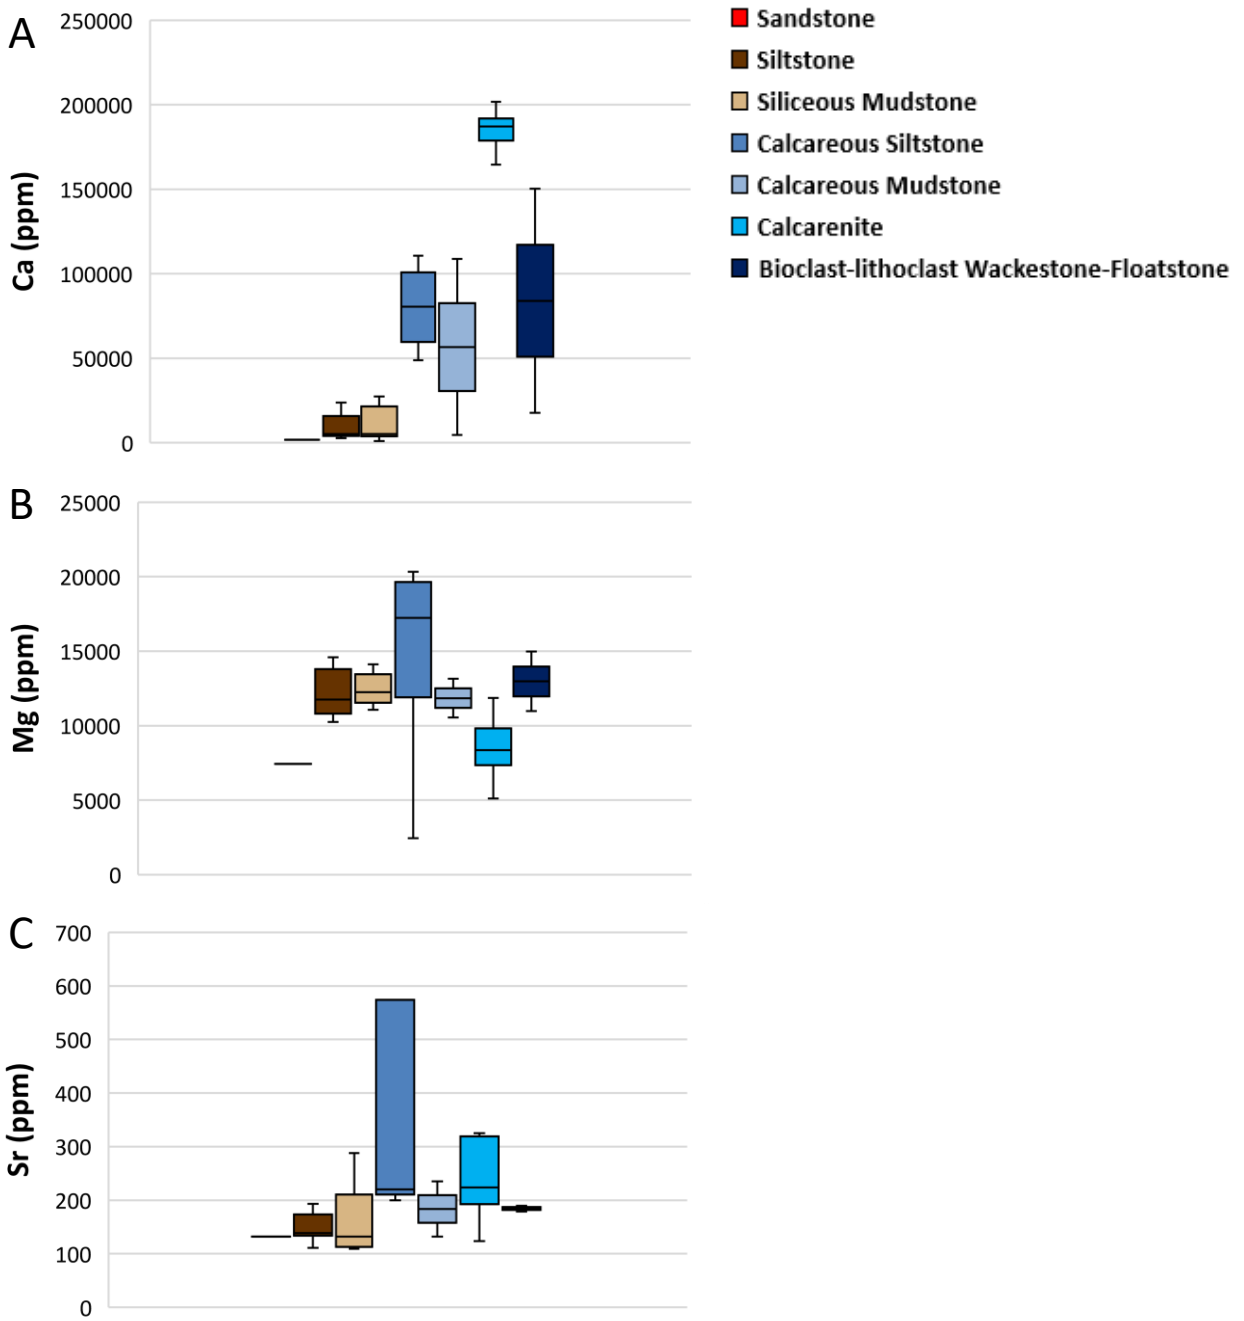 A
250000
200000
150000
100000
50000
0
Ca (ppm)
Sandstone
Siltstone
Siliceous Mudstone
Calcareous Siltstone
Calcareous Mudstone
Calcarenite
Bioclast-lithoclast Wackestone-Floatstone
B
25000
20000
15000
10000
5000
0
Mg (ppm)
C
700
600
500
400
300
200
100
0
Sr (ppm)